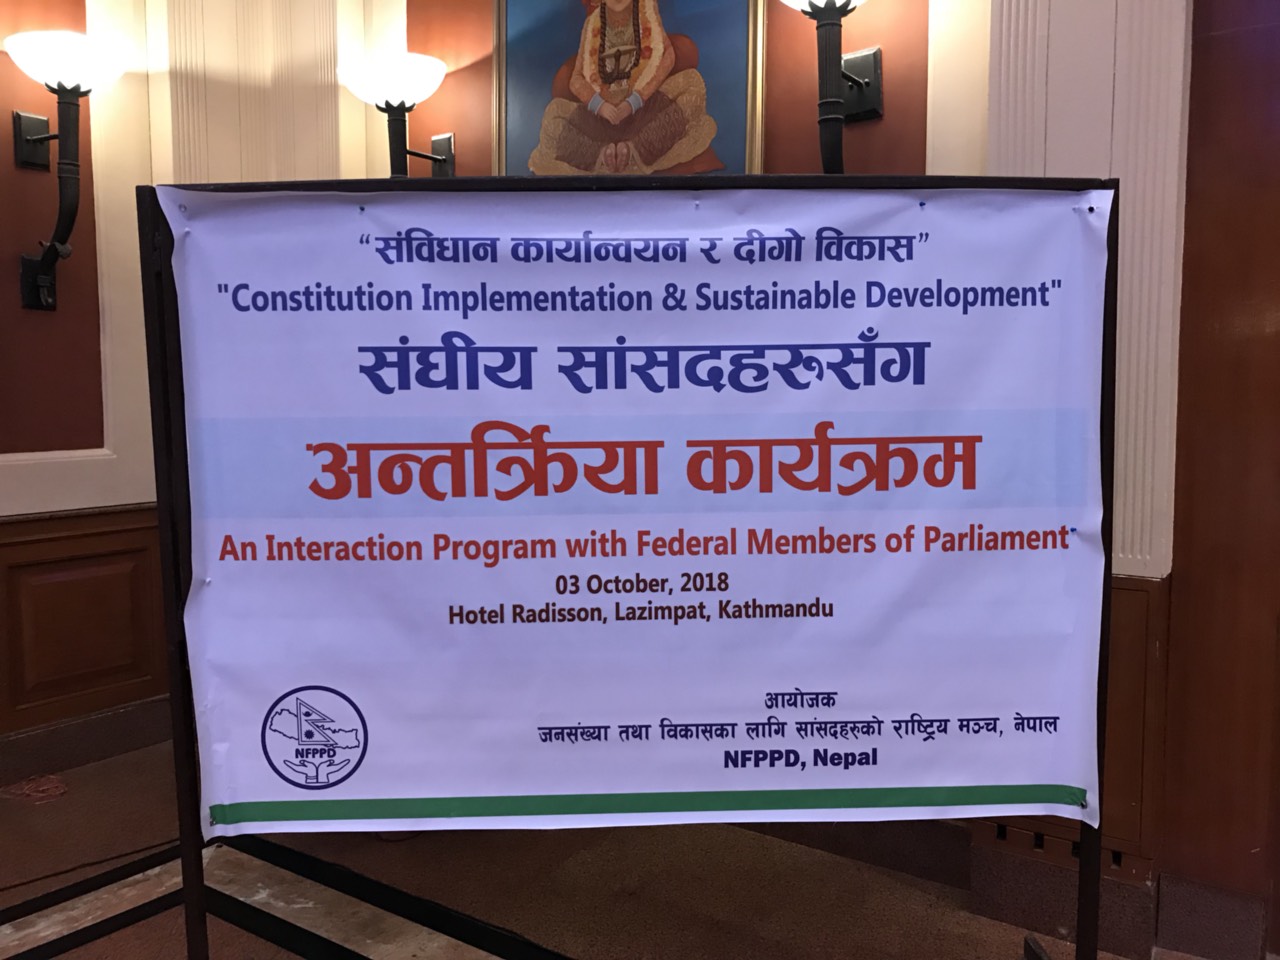 “संविधान कार्यान्वयन र दीगो विकास”
"Constitution Implementation & Sustainable Development"
संघीय सांसदहरुसँग
अन्तर्क्रिया कार्यक्रम
An Interaction Program with Federal Members of Parliament
03 October, 2018
Hotel Radisson, Lazimpat, Kathmandu
NFPPD
आयोजक
जनसंख्या तथा विकासका लागि सांसदहरुको राष्ट्रिय मञ्च, नेपाल
NFPPD, Nepal